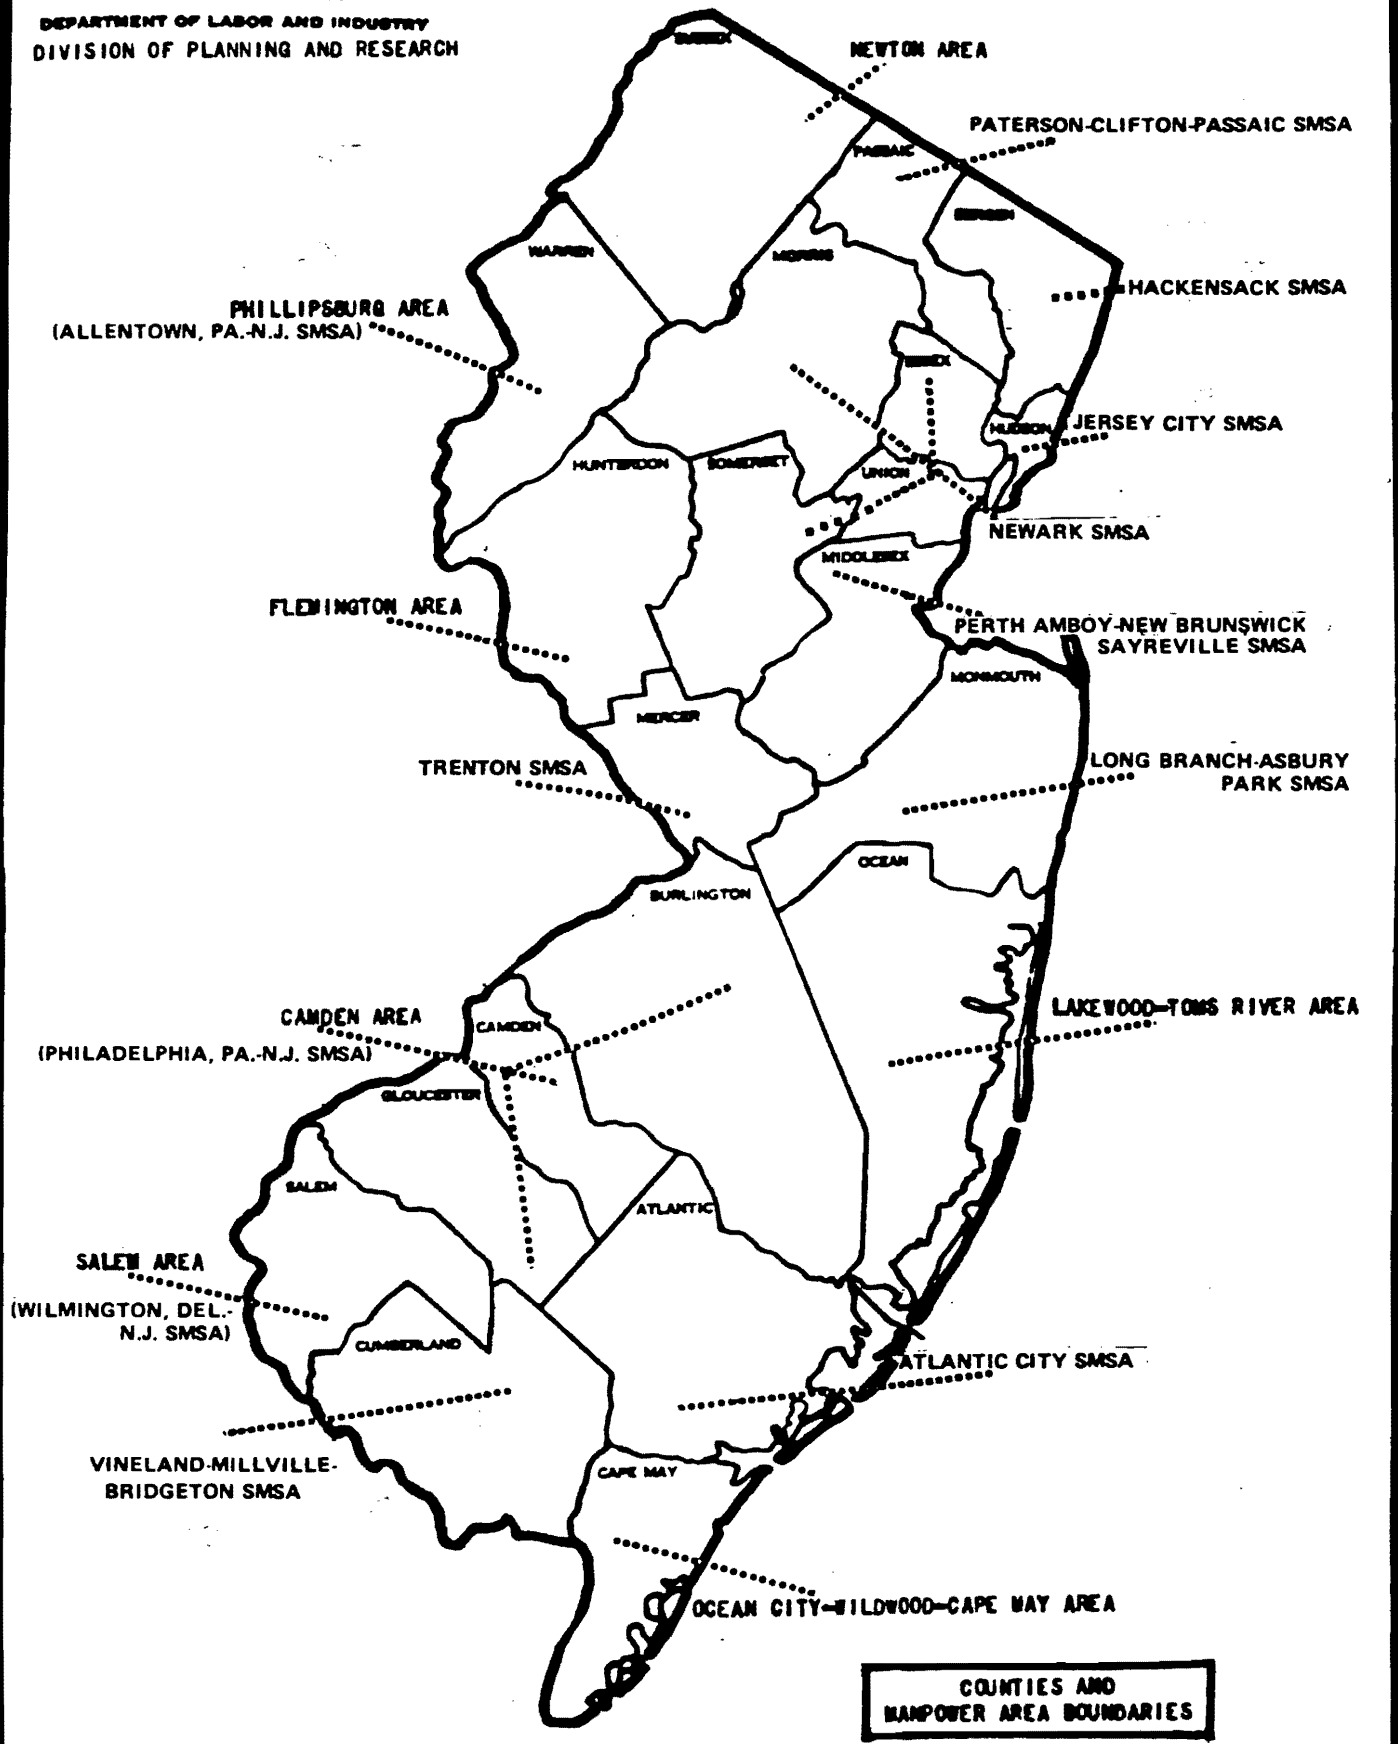 DEPARTMENT OF LABOR AND INDUSTRY
DIVISION OF PLANNING AND RESEARCH
SUSSEX
NEWTON AREA
PATERSON-CLIFTON-PASSAIC SMSA
PASSAIC
BERGEN
WARREN
MORRIS
HACKENSACK SMSA
PHILLIPSBURG AREA
(ALLENTOWN, PA.-N.J. SMSA)
ESSEX
HUDSON
JERSEY CITY SMSA
HUNTERDON
SOMERSET
UNION
NEWARK SMSA
MIDDLESEX
FLEMINGTON AREA
PERTH AMBOY-NEW BRUNSWICK
SAYREVILLE SMSA
MONMOUTH
MERCER
TRENTON SMSA
LONG BRANCH-ASBURY
PARK SMSA
OCEAN
BURLINGTON
LAKEWOOD-TOMS RIVER AREA
CAMDEN AREA
(PHILADELPHIA, PA.-N.J. SMSA)
CAMDEN
GLOUCESTER
SALEM
ATLANTIC
SALEM AREA
(WILMINGTON, DEL.-
N.J. SMSA)
CUMBERLAND
ATLANTIC CITY SMSA
VINELAND-MILLVILLE-
BRIDGETON SMSA
CAPE MAY
OCEAN CITY-WILDWOOD-CAPE MAY AREA
COUNTIES AND
MANPOWER AREA BOUNDARIES